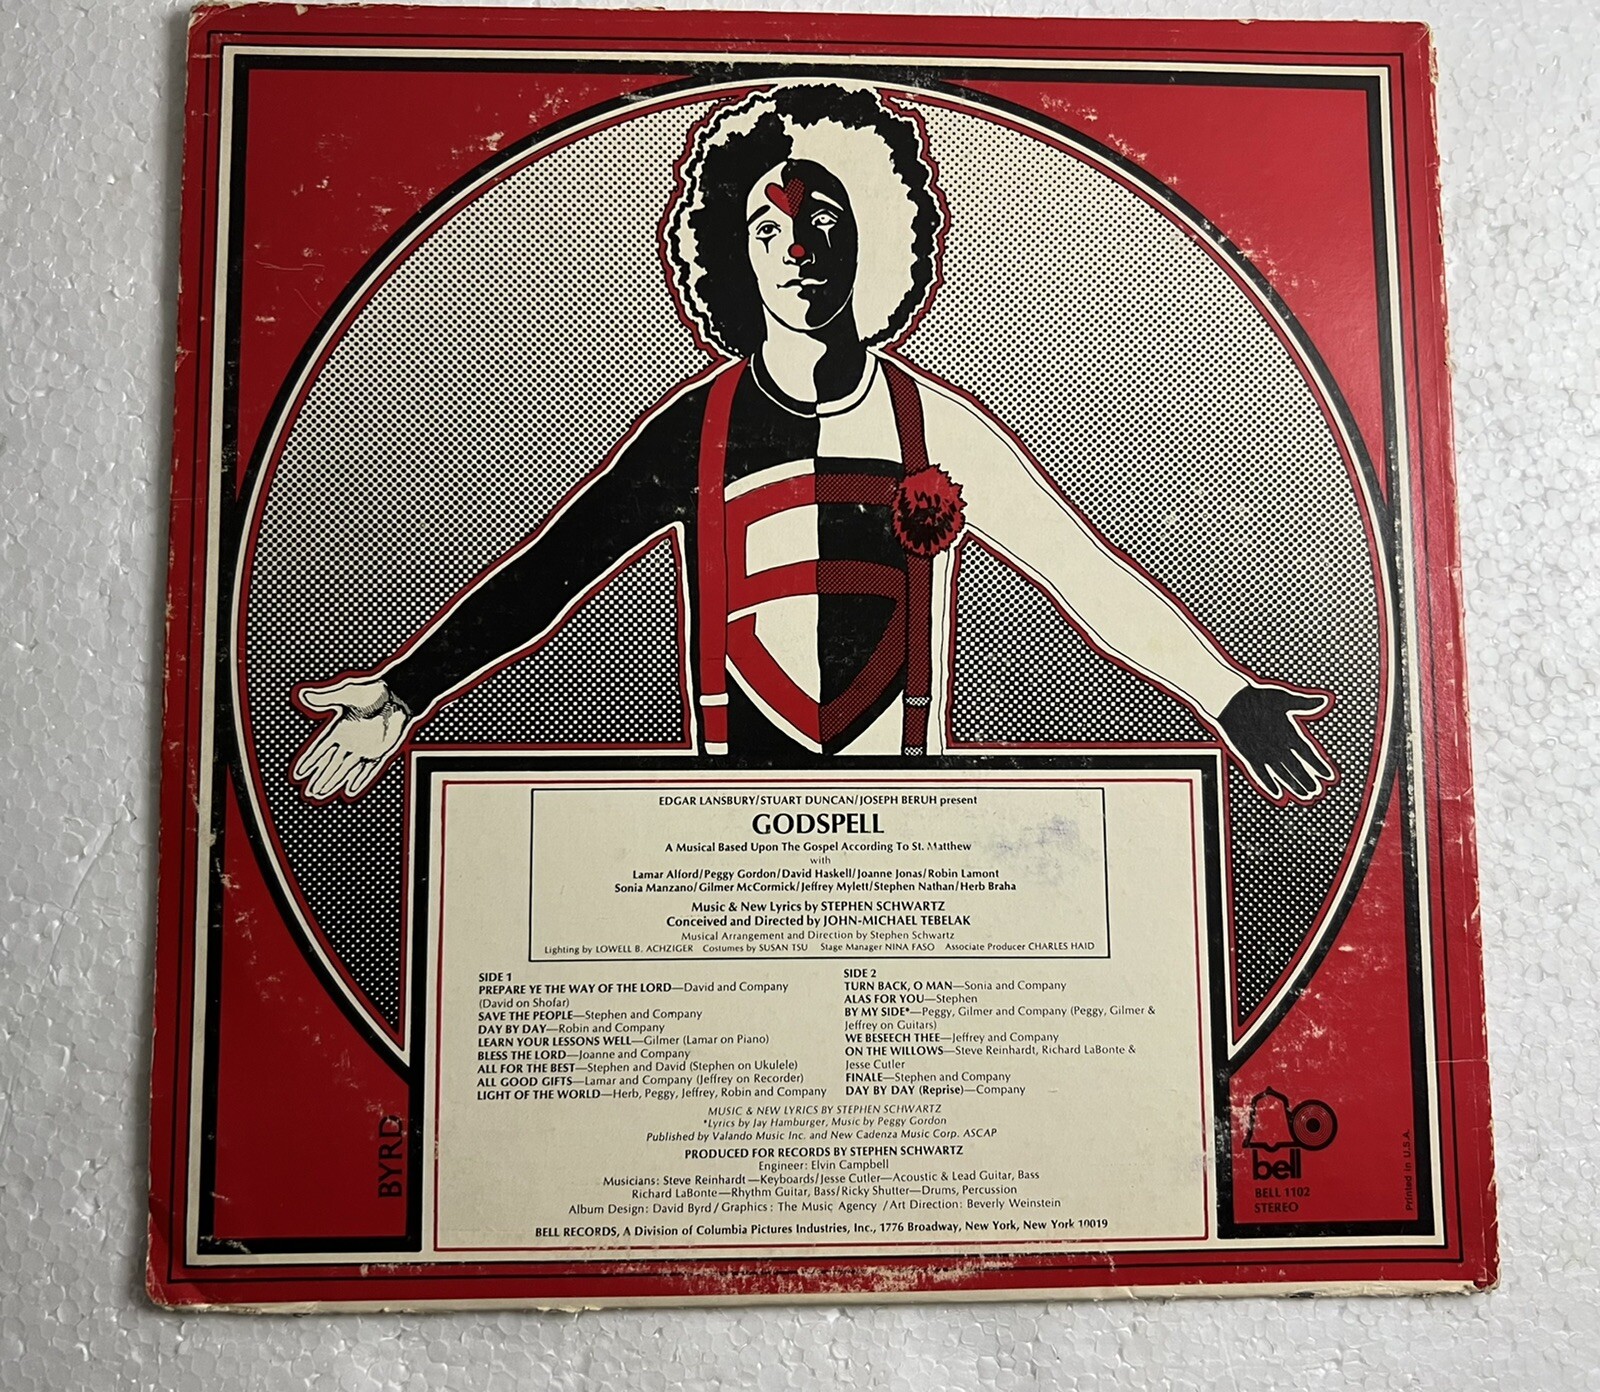 EDGAR LANSBURY/STUART DUNCAN/JOSEPH BERUH present
GODSPELL
A Musical Based Upon The Gospel According To St. Matthew
with
Lamar Alford/Peggy Gordon/David Haskell/Joanne Jonas/Robin Lamont
Sonia Manzano/Gilmer McCormick/Jeffrey Mylett/Stephen Nathan/Herb Braha
Music & New Lyrics by STEPHEN SCHWARTZ
Conceived and Directed by JOHN-MICHAEL TEBELAK
Musical Arrangement and Direction by Stephen Schwartz
Lighting by LOWELL B. ACHZIGER Costumes by SUSAN TSU Stage Manager NINA FASO Associate Producer CHARLES HAID
SIDE 1
PREPARE YE THE WAY OF THE LORD—David and Company
(David on Shofar)
SAVE THE PEOPLE—Stephen and Company
DAY BY DAY—Robin and Company
LEARN YOUR LESSONS WELL—Gilmer (Lamar on Piano)
BLESS THE LORD—Joanne and Company
ALL FOR THE BEST—Stephen and David (Stephen on Ukulele)
ALL GOOD GIFTS—Lamar and Company (Jeffrey on Recorder)
LIGHT OF THE WORLD—Herb, Peggy, Jeffrey, Robin and Company
SIDE 2
TURN BACK, O MAN—Sonia and Company
ALAS FOR YOU—Stephen
BY MY SIDE*—Peggy, Gilmer and Company (Peggy, Gilmer &
Jeffrey on Guitars)
WE BESEECH THEE—Jeffrey and Company
ON THE WILLOWS—Steve Reinhardt, Richard LaBonte &
Jesse Cutler
FINALE—Stephen and Company
DAY BY DAY (Reprise)—Company
MUSIC & NEW LYRICS BY STEPHEN SCHWARTZ
*Lyrics by Jay Hamburger, Music by Peggy Gordon
Published by Valando Music Inc. and New Cadenza Music Corp. ASCAP
PRODUCED FOR RECORDS BY STEPHEN SCHWARTZ
Engineer: Elvin Campbell
Musicians: Steve Reinhardt—Keyboards/Jesse Cutler—Acoustic & Lead Guitar, Bass
Richard LaBonte—Rhythm Guitar, Bass/Ricky Shutter—Drums, Percussion
Album Design: David Byrd/Graphics: The Music Agency /Art Direction: Beverly Weinstein
BELL RECORDS, A Division of Columbia Pictures Industries, Inc., 1776 Broadway, New York, New York 10019
BYRD
bell
BELL 1102
STEREO
Printed in U.S.A.